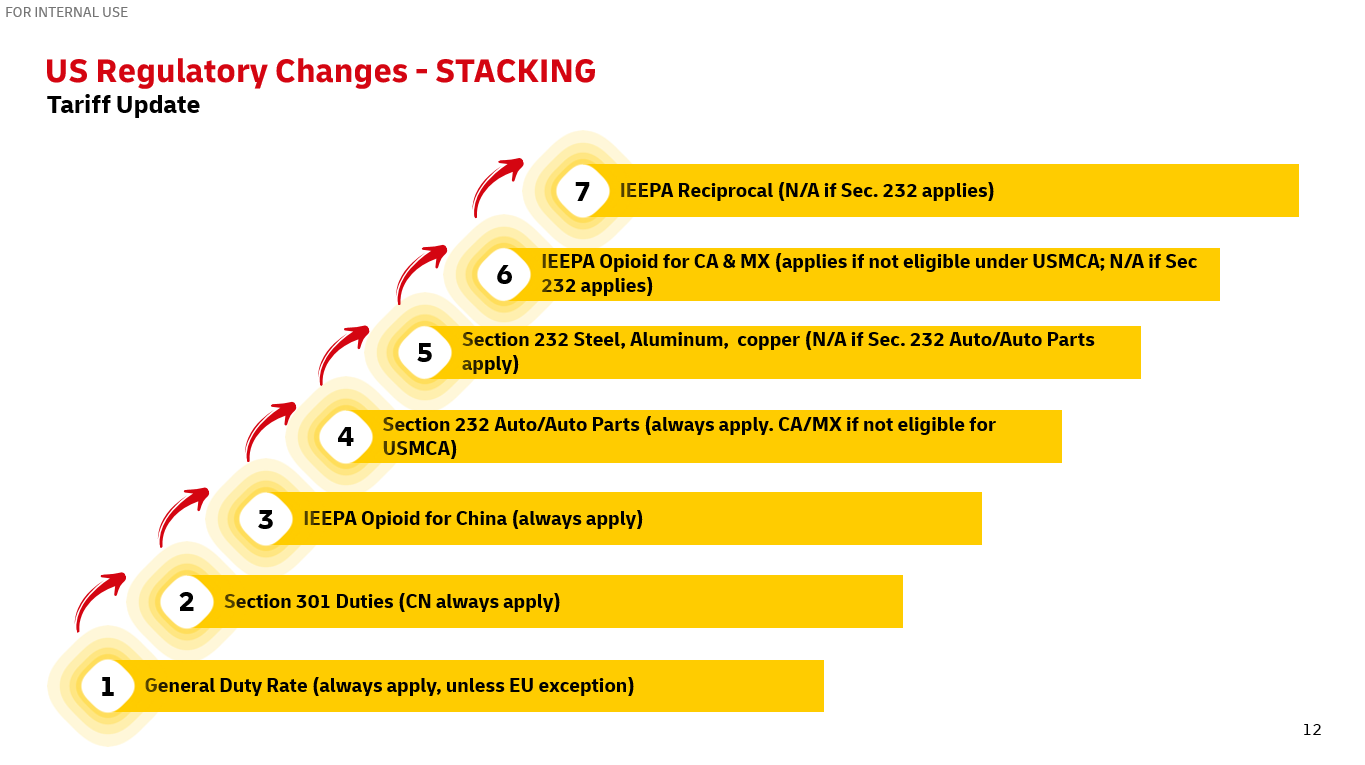 FOR INTERNAL USE
US Regulatory Changes - STACKING
Tariff Update
7
IEEPA Reciprocal (N/A if Sec. 232 applies)
6
IEEPA Opioid for CA & MX (applies if not eligible under USMCA; N/A if Sec
232 applies)
5
Section 232 Steel, Aluminum,  copper (N/A if Sec. 232 Auto/Auto Parts
apply)
4
Section 232 Auto/Auto Parts (always apply. CA/MX if not eligible for
USMCA)
3
IEEPA Opioid for China (always apply)
2
Section 301 Duties (CN always apply)
1
General Duty Rate (always apply, unless EU exception)
12